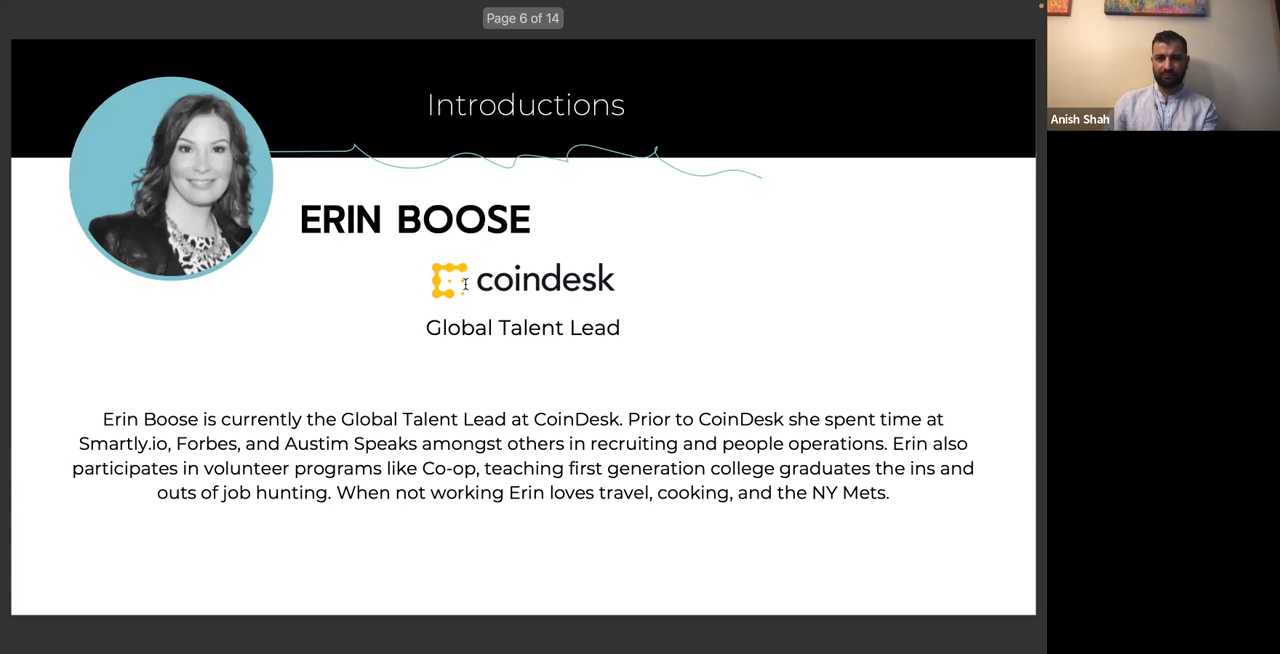 Page 6 of 14
Introductions
Anish Shah
ERIN BOOSE
coindesk
Global Talent Lead
Erin Boose is currently the Global Talent Lead at CoinDesk. Prior to CoinDesk she spent time at
Smartly.io, Forbes, and Austim Speaks amongst others in recruiting and people operations. Erin also
participates in volunteer programs like Co-op, teaching first generation college graduates the ins and
outs of job hunting. When not working Erin loves travel, cooking, and the NY Mets.